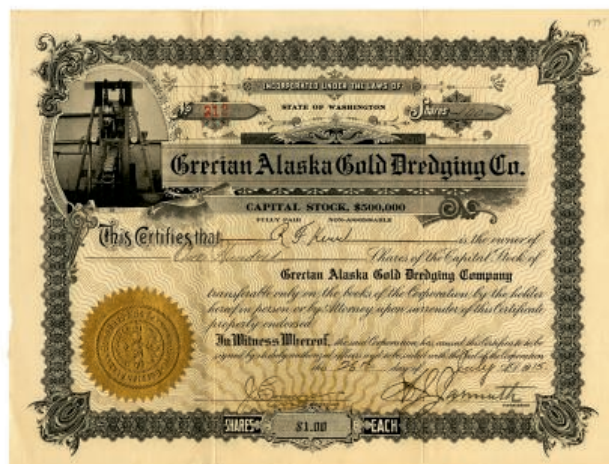 INCORPORATED UNDER THE LAWS OF
STATE OF WASHINGTON
No Shares
Grecian Alaska Gold Dredging Co.
CAPITAL STOCK, $500,000
FULLY PAID NON-ASSESSABLE
This Certifies that R F is the owner of
One Hundred Shares of the Capital Stock of
Grecian Alaska Gold Dredging Company
transferable only on the books of the Corporation by the holder
hereof in person or by Attorney upon surrender of this Certificate
properly endorsed
In Witness Whereof, the said Corporation has caused this Certificate to be
signed by its duly authorized officers and to be sealed with the Seal of the Corporation
this 26th day of July A.D. 1915
SHARES $1.00 EACH